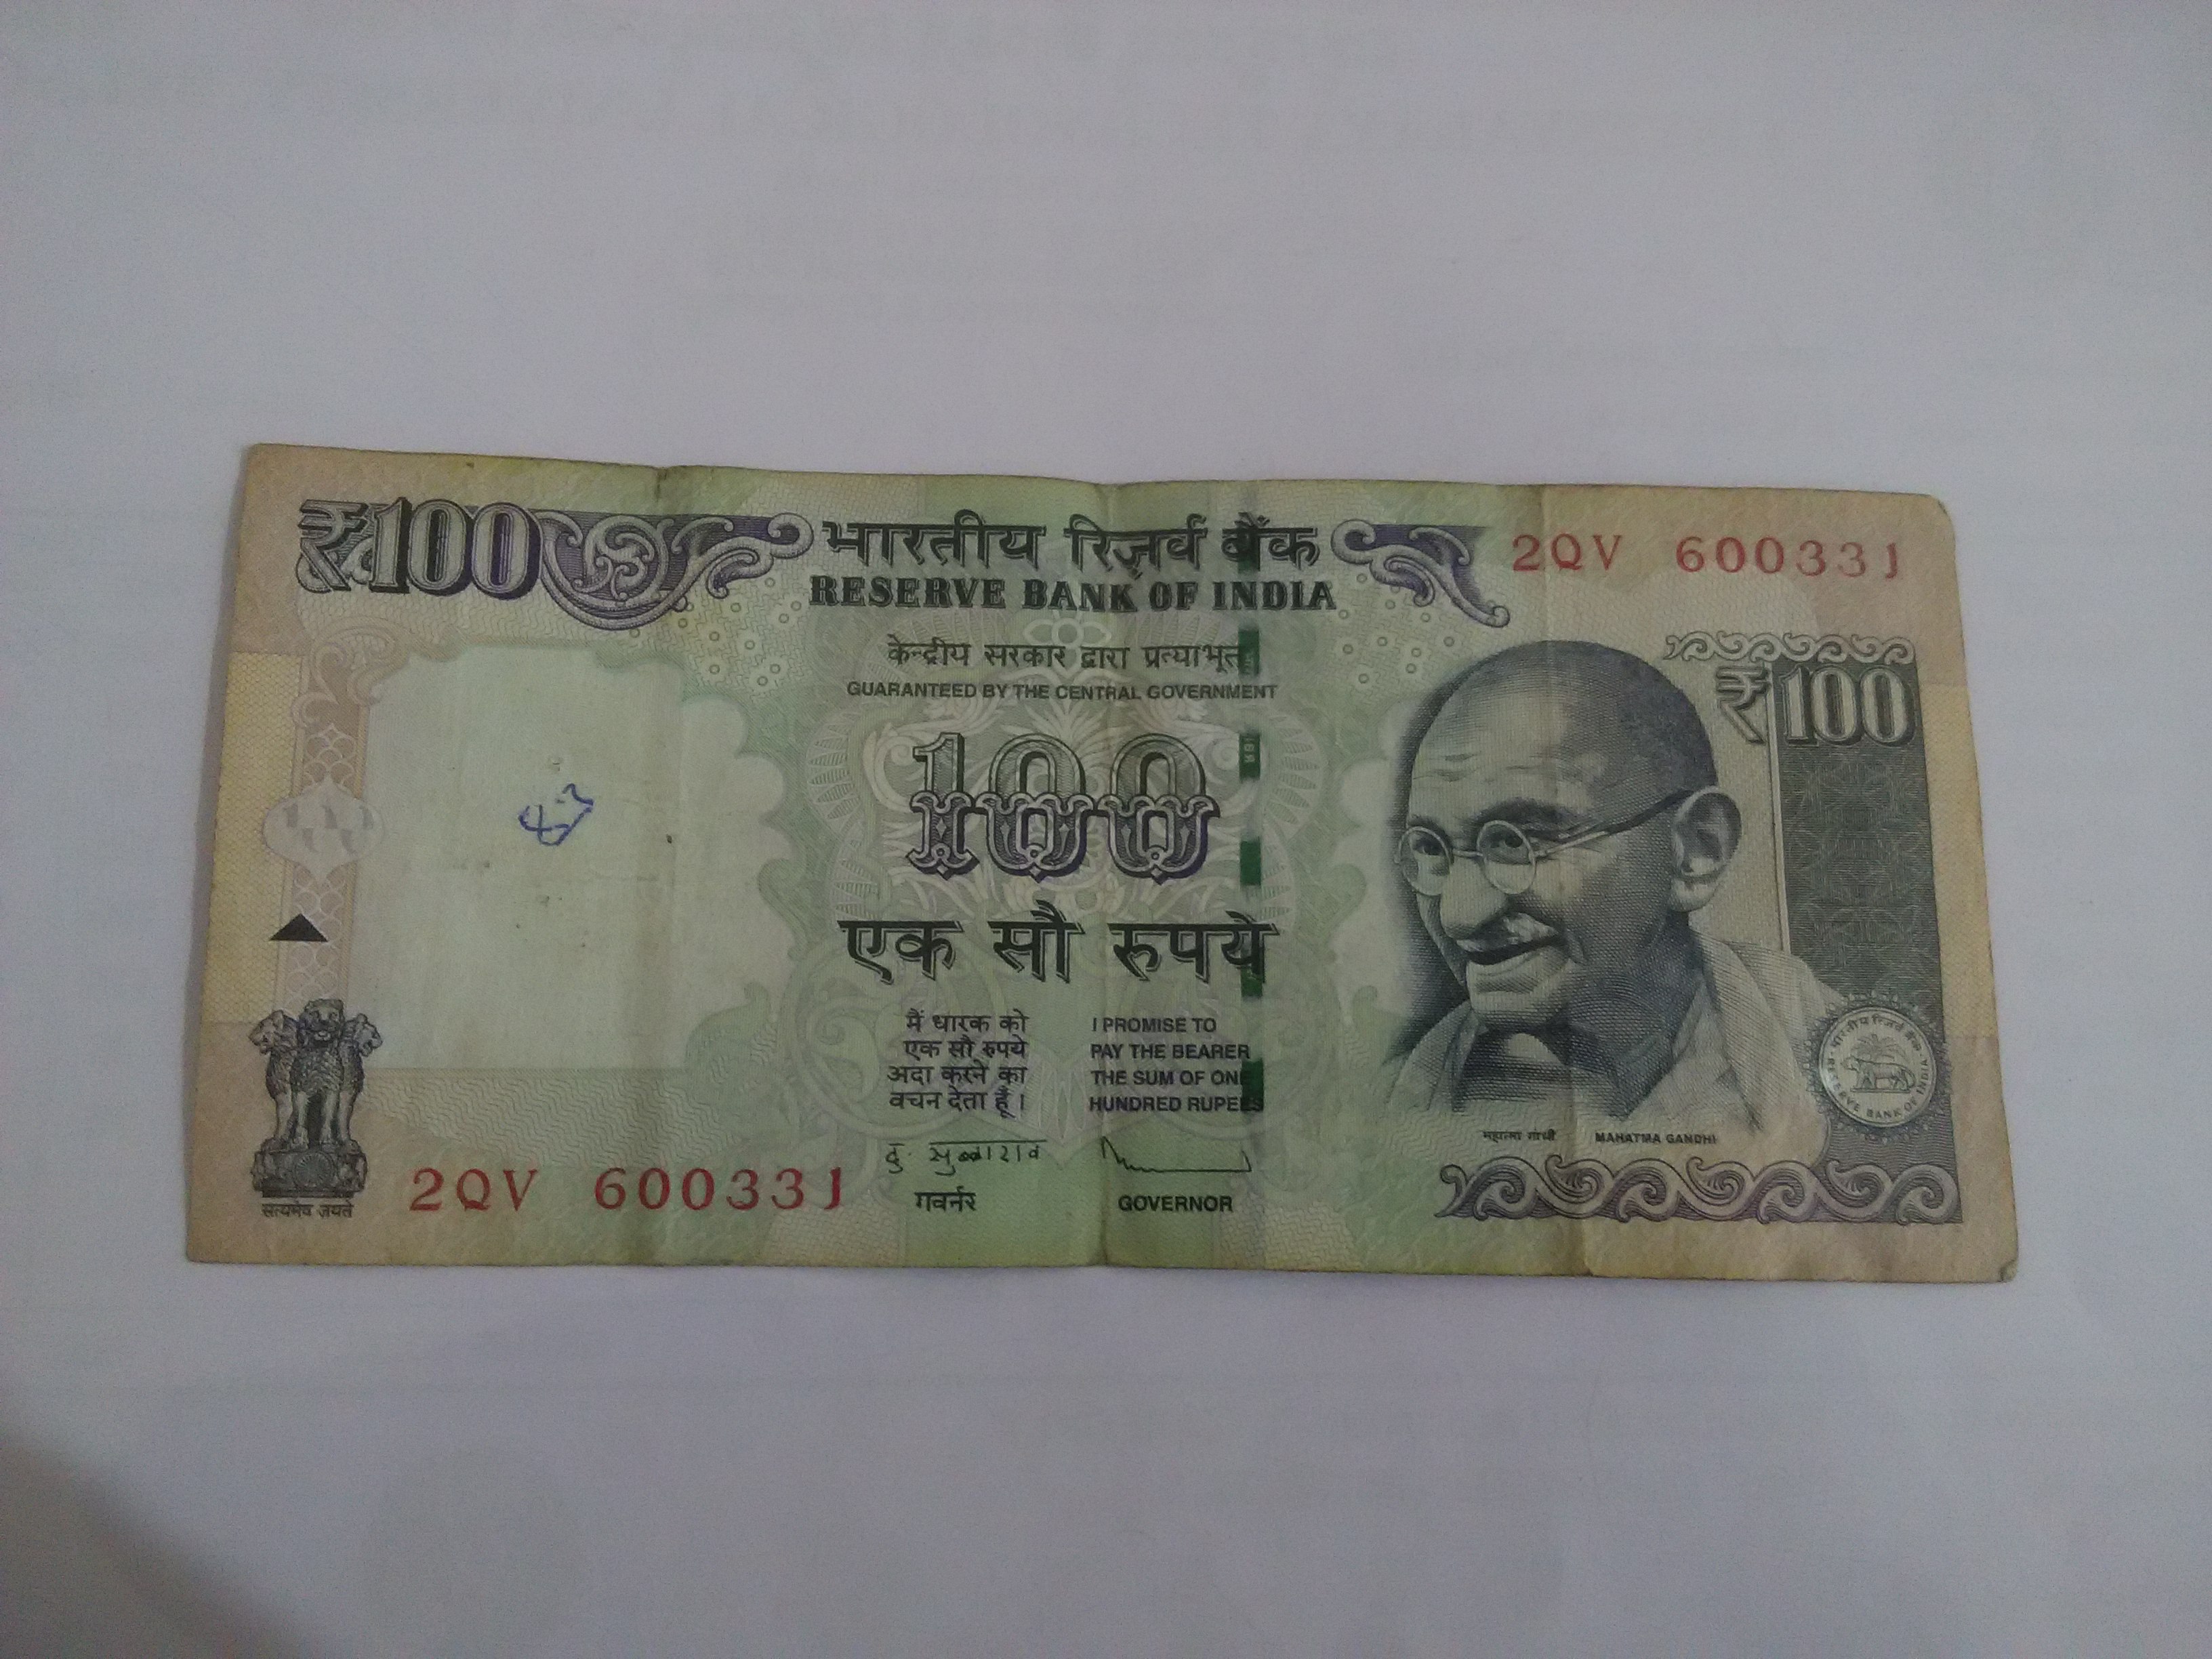 ₹100
भारतीय रिज़र्व बैंक
RESERVE BANK OF INDIA
2QV 600331
केन्द्रीय सरकार द्वारा प्रत्याभूत
GUARANTEED BY THE CENTRAL GOVERNMENT
₹100
100
एक सौ रुपये
मैं धारक को
एक सौ रुपये
अदा करने का
वचन देता हूँ।
I PROMISE TO
PAY THE BEARER
THE SUM OF ONE
HUNDRED RUPEES
दु. सुब्बाराव
गवर्नर
GOVERNOR
महात्मा गांधी MAHATMA GANDHI
भारतीय रिज़र्व बैंक
RESERVE BANK OF INDIA
सत्यमेव जयते
2QV 600331